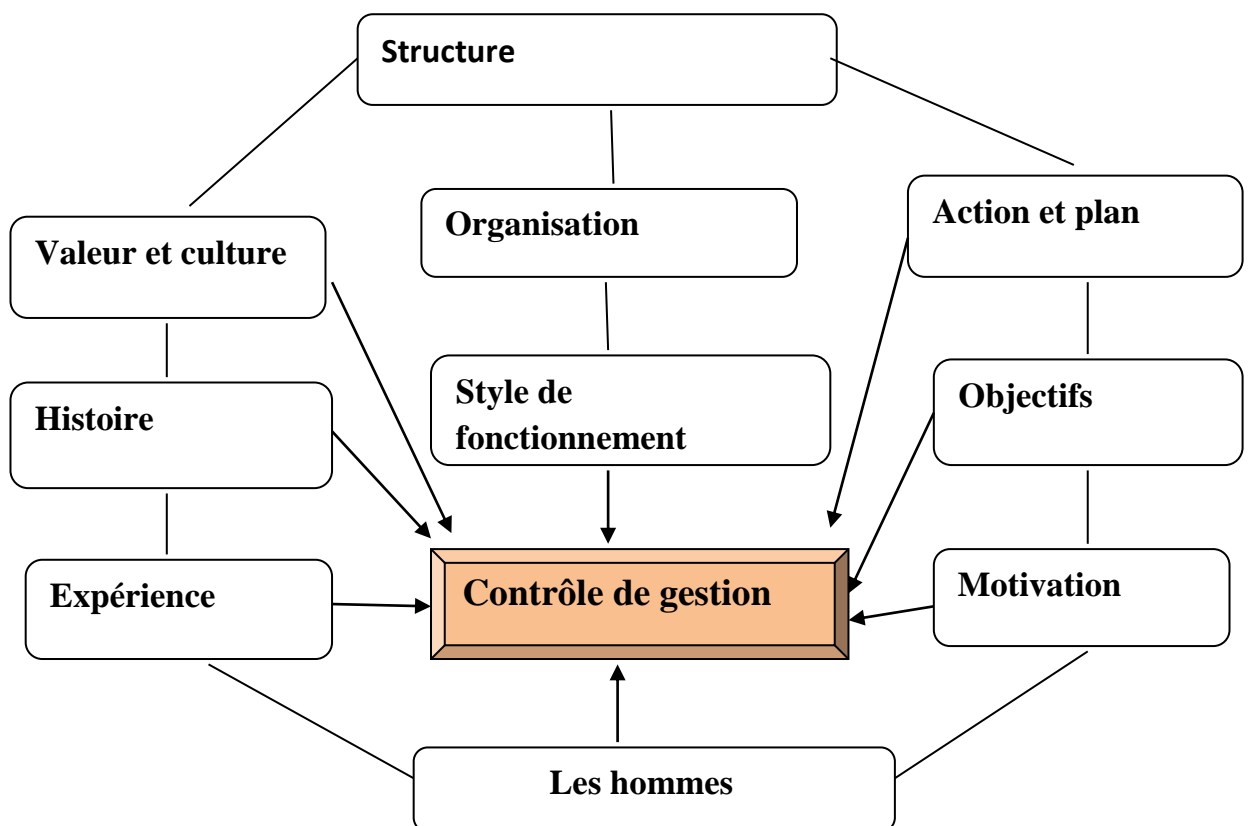 Structure
Organisation
Action et plan
Valeur et culture
Style de
fonctionnement
Objectifs
Histoire
Expérience
Contrôle de gestion
Motivation
Les hommes